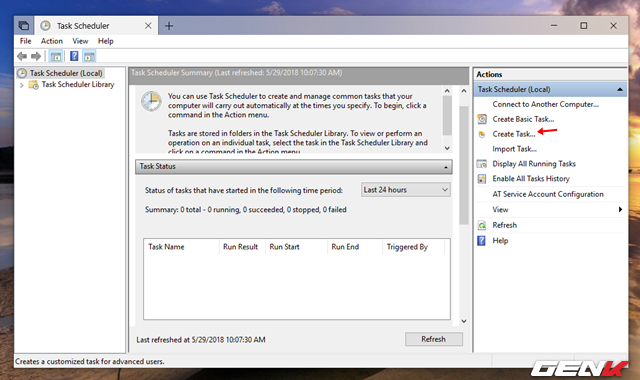 Task Scheduler
File Action View Help
Task Scheduler (Local)
Task Scheduler Library
Task Scheduler Summary (Last refreshed: 5/29/2018 10:07:30 AM)
You can use Task Scheduler to create and manage common tasks that your
computer will carry out automatically at the times you specify. To begin, click a
command in the Action menu.
Tasks are stored in folders in the Task Scheduler Library. To view or perform an
operation on an individual task, select the task in the Task Scheduler Library and
click on a command in the Action menu.
Task Status
Status of tasks that have started in the following time period: Last 24 hours
Summary: 0 total - 0 running, 0 succeeded, 0 stopped, 0 failed
Task Name Run Result Run Start Run End Triggered By
Last refreshed at 5/29/2018 10:07:30 AM Refresh
Actions
Task Scheduler (Local)
Connect to Another Computer...
Create Basic Task...
Create Task...
Import Task...
Display All Running Tasks
Enable All Tasks History
AT Service Account Configuration
View
Refresh
Help
Creates a customized task for advanced users.
GENK